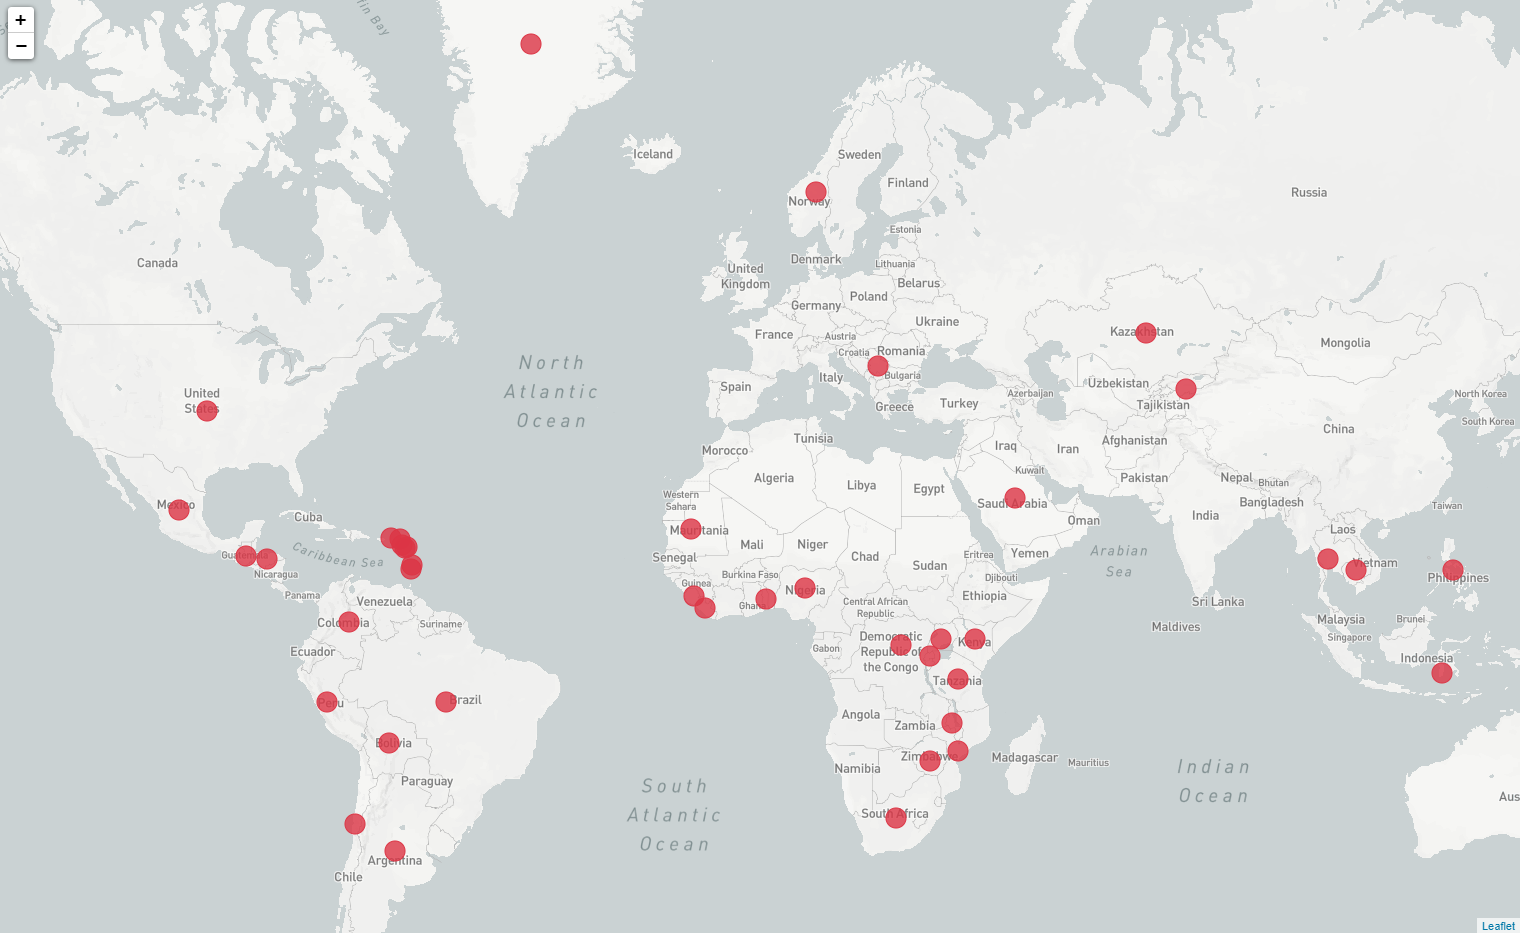 +
−
Iceland
Sweden
Finland
Norway
Russia
Estonia
Canada
Denmark
Lithuania
United
Kingdom
Belarus
Poland
Germany
Ukraine
France
Austria
Kazakhstan
Mongolia
Croatia
Romania
North
Atlantic
Ocean
Italy
Bulgaria
Spain
Uzbekistan
United
States
Azerbaijan
North Korea
Turkey
Greece
Tajikistan
South Korea
China
Tunisia
Afghanistan
Morocco
Iraq
Iran
Kuwait
Algeria
Libya
Egypt
Pakistan
Nepal
Bhutan
Western
Sahara
Bangladesh
Mexico
Saudi Arabia
Taiwan
Cuba
India
Oman
Mauritania
Laos
Mali
Niger
Arabian
Sea
Caribbean Sea
Guatemala
Senegal
Chad
Eritrea
Yemen
Vietnam
Nicaragua
Burkina Faso
Sudan
Djibouti
Philippines
Guinea
Nigeria
Ethiopia
Panama
Venezuela
Ghana
Central African
Republic
Sri Lanka
Colombia
Suriname
Maldives
Malaysia
Brunei
Singapore
Democratic
Republic of
the Congo
Kenya
Gabon
Ecuador
Indonesia
Tanzania
Peru
Brazil
Angola
Zambia
Bolivia
Zimbabwe
Madagascar
Mauritius
Namibia
Indian
Ocean
Paraguay
South
Atlantic
Ocean
Aus
South Africa
Argentina
Chile
Leaflet